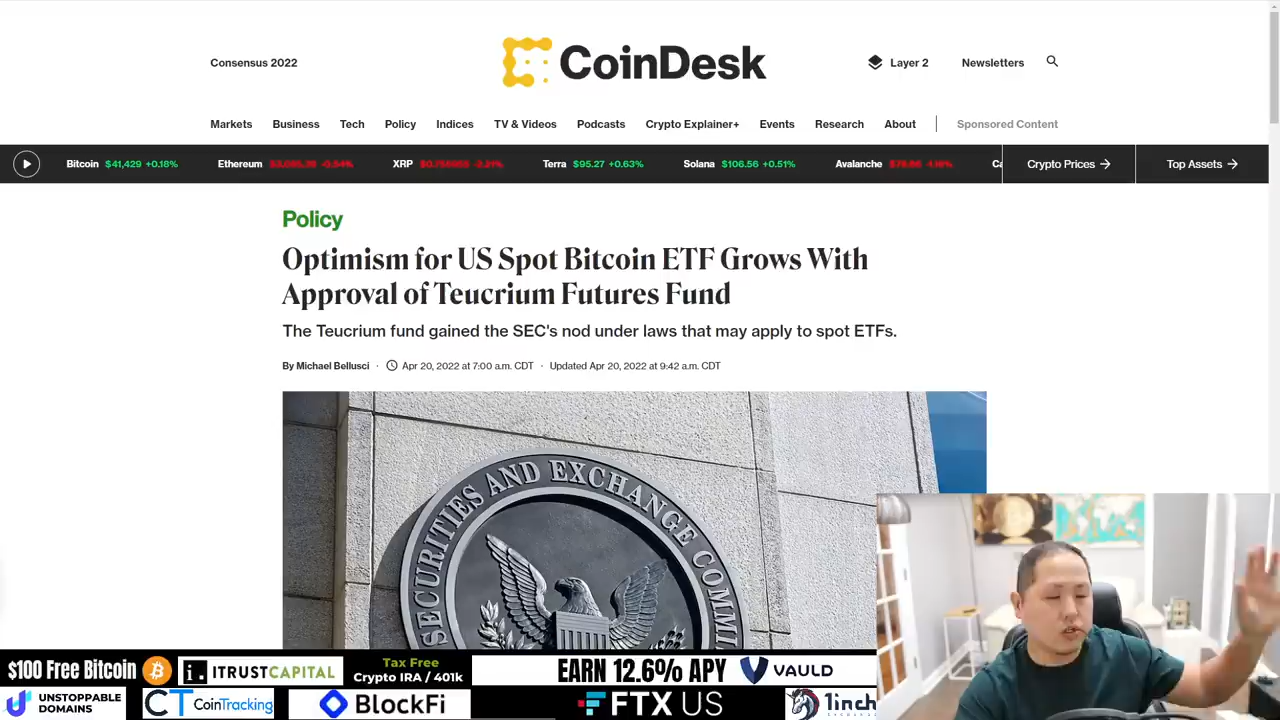 Consensus 2022
CoinDesk
Layer 2
Newsletters
Markets Business Tech Policy Indices TV & Videos Podcasts Crypto Explainer+ Events Research About Sponsored Content
Bitcoin $41,429 +0.18% Ethereum XRP Terra $95.27 +0.63% Solana $106.56 +0.51% Avalanche Ca Crypto Prices → Top Assets →
Policy
Optimism for US Spot Bitcoin ETF Grows With
Approval of Teucrium Futures Fund
The Teucrium fund gained the SEC's nod under laws that may apply to spot ETFs.
By Michael Bellusci · Apr 20, 2022 at 7:00 a.m. CDT · Updated Apr 20, 2022 at 9:42 a.m. CDT
SECURITIES AND EXCHANGE COMMI
$100 Free Bitcoin
ITRUSTCAPITAL
Tax Free
Crypto IRA / 401k
EARN 12.6% APY
VAULD
UNSTOPPABLE
DOMAINS
CT CoinTracking
BlockFi
FTX US
1inch